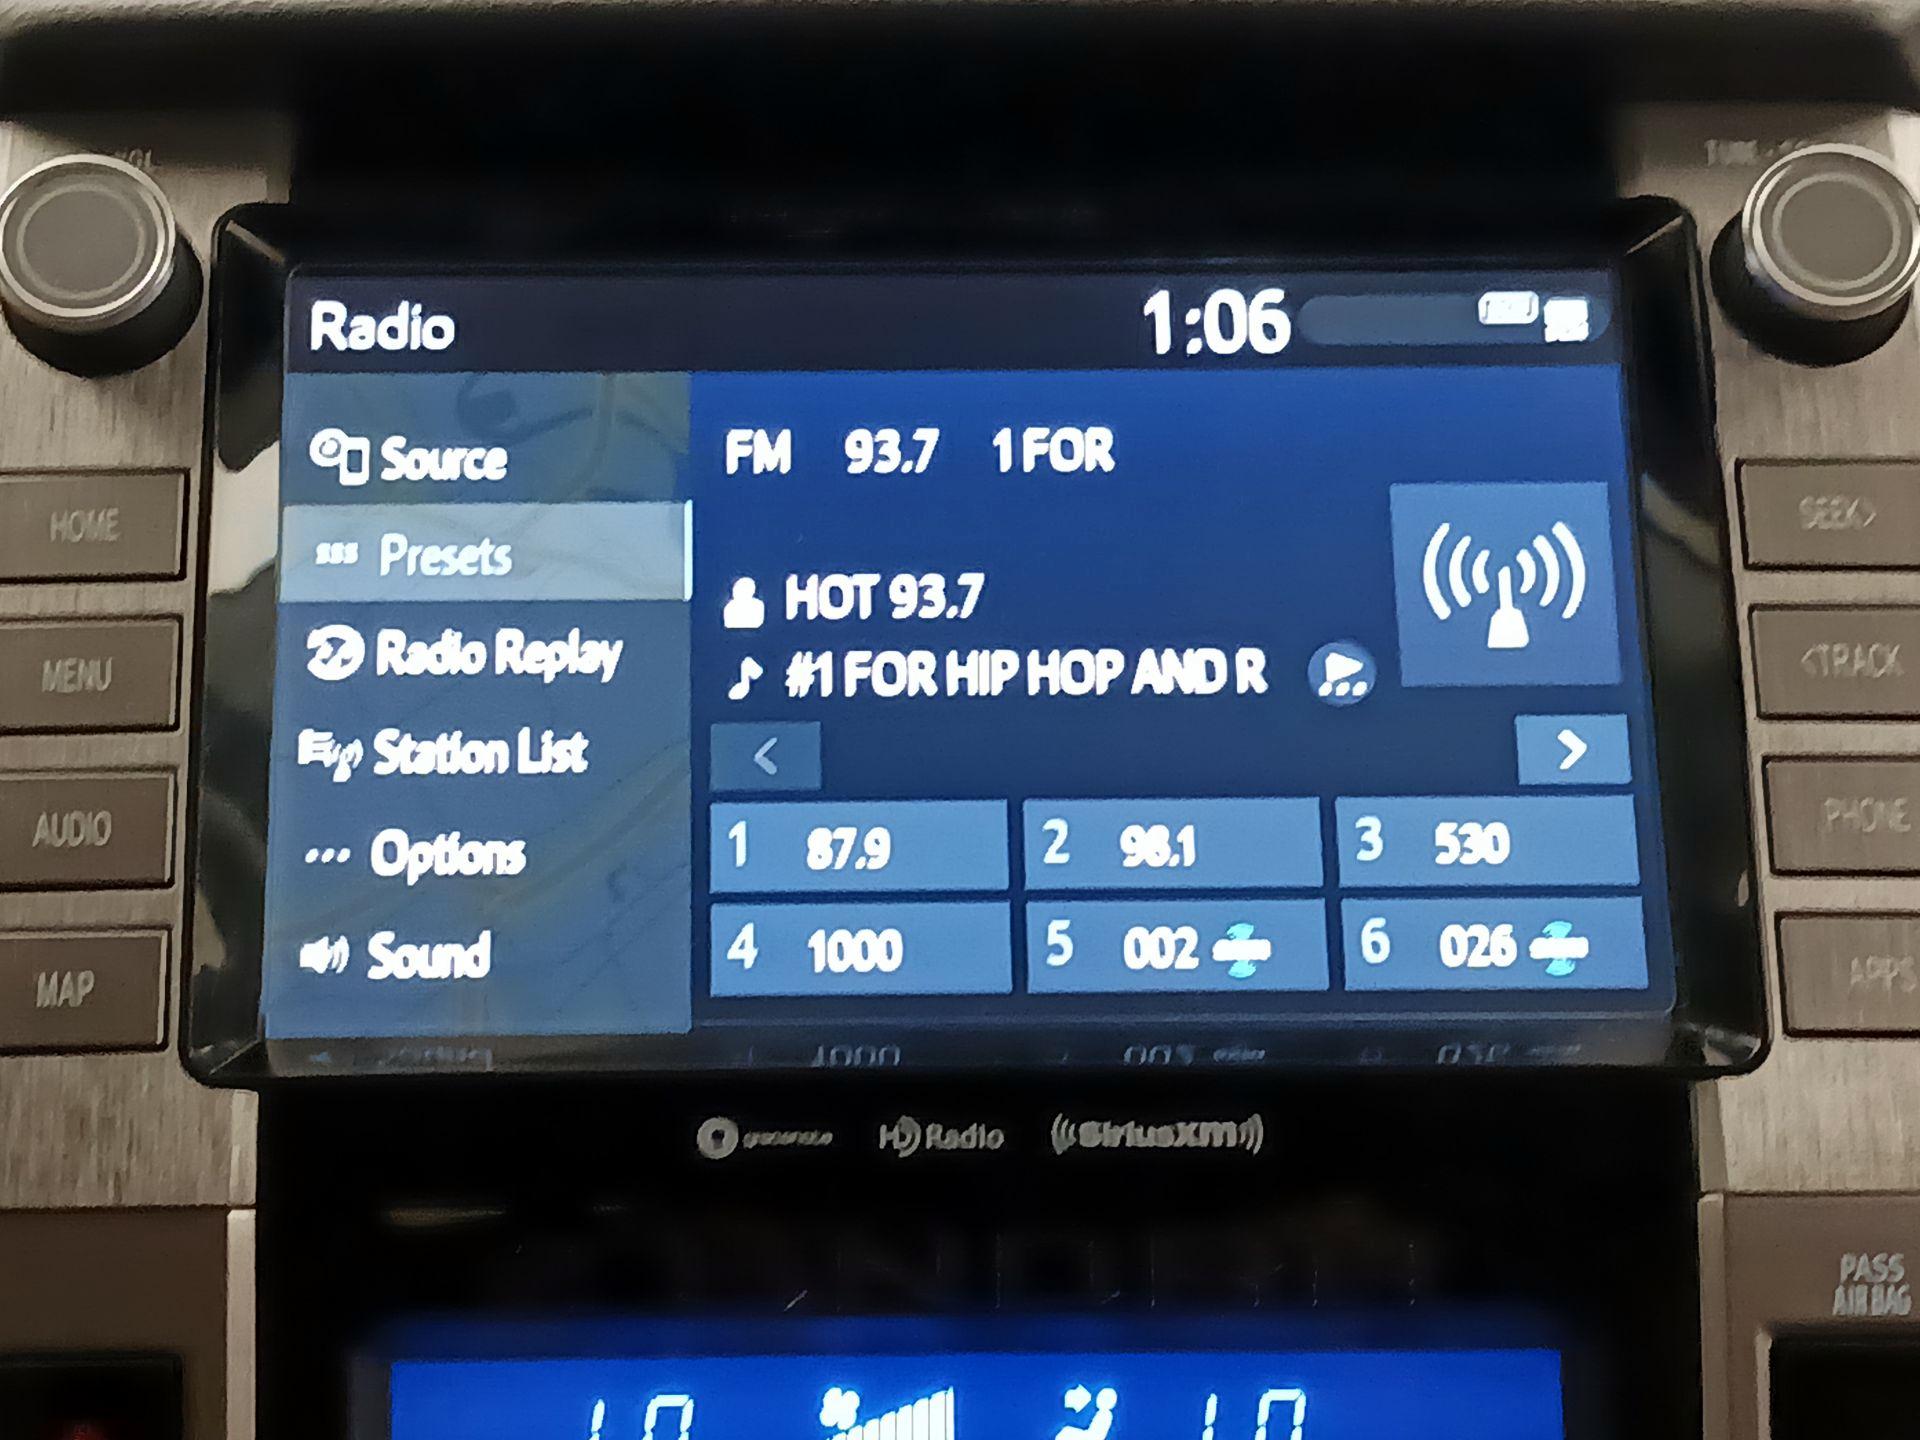 VOL
Radio
1:06
Source
Presets
Radio Replay
Station List
Options
Sound
FM 93.7 1 FOR
HOT 93.7
#1 FOR HIP HOP AND R
<
>
1 87.9
2 98.1
3 530
4 1000
5 002
6 026
HOME
MENU
AUDIO
MAP
SEEK>
<TRACK
PHONE
APPS
HD Radio
((SiriusXM))
PASS
AIR BAG